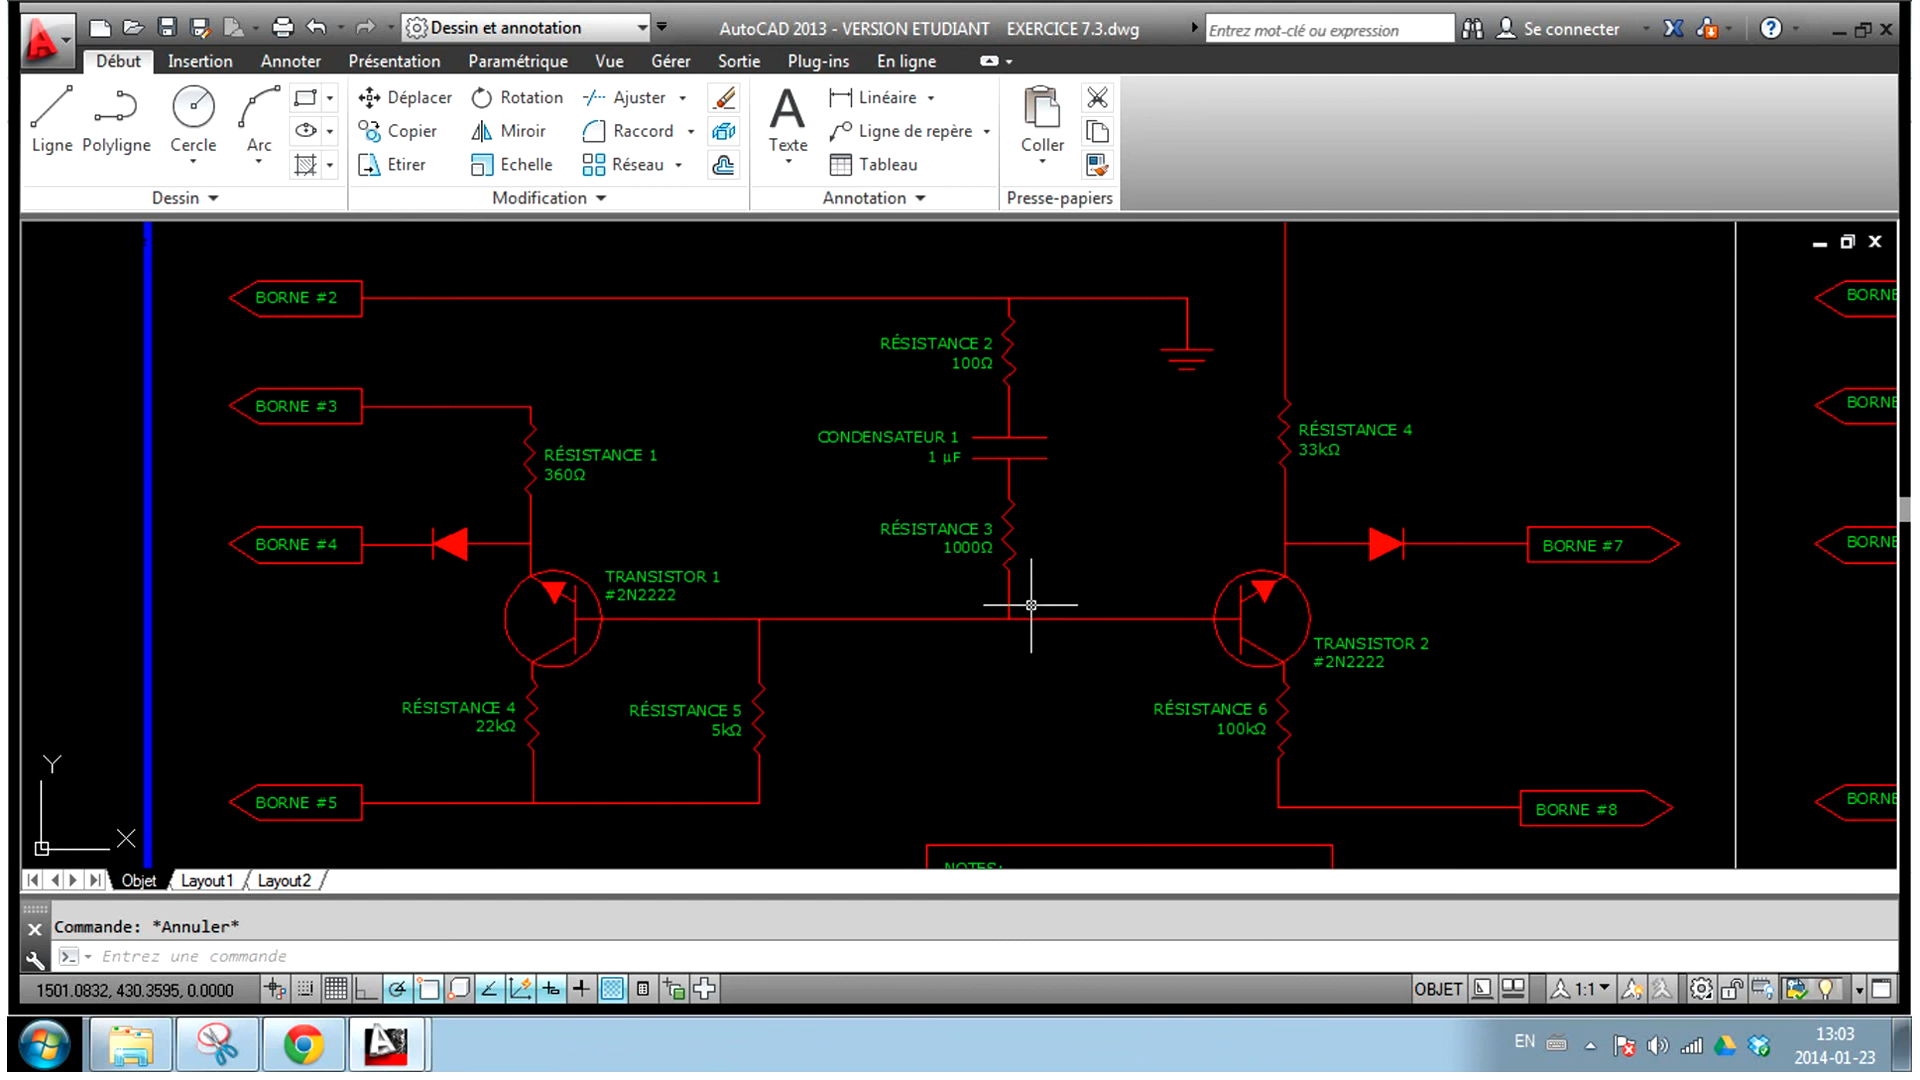 Dessin et annotation
AutoCAD 2013 - VERSION ETUDIANT EXERCICE 7.3.dwg
Entrez mot-clé ou expression
Se connecter
Début Insertion Annoter Présentation Paramétrique Vue Gérer Sortie Plug-ins En ligne
Déplacer Rotation Ajuster Linéaire
Copier Miroir Raccord Ligne de repère
Ligne Polyligne Cercle Arc Texte Coller
Etirer Echelle Réseau Tableau
Dessin Modification Annotation Presse-papiers
BORNE #2
BORNE
RÉSISTANCE 2
100Ω
BORNE #3
BORNE
RÉSISTANCE 4
33kΩ
CONDENSATEUR 1
1 µF
RÉSISTANCE 1
360Ω
RÉSISTANCE 3
1000Ω
BORNE #4
BORNE #7
BORNE
TRANSISTOR 1
#2N2222
TRANSISTOR 2
#2N2222
RÉSISTANCE 4
22kΩ
RÉSISTANCE 5
5kΩ
RÉSISTANCE 6
100kΩ
Y
BORNE #5
BORNE #8
BORNE
X
NOTES:
Objet Layout1 Layout2
Commande: *Annuler*
Entrez une commande
1501.0832, 430.3595, 0.0000
OBJET
1:1
EN
13:03
2014-01-23